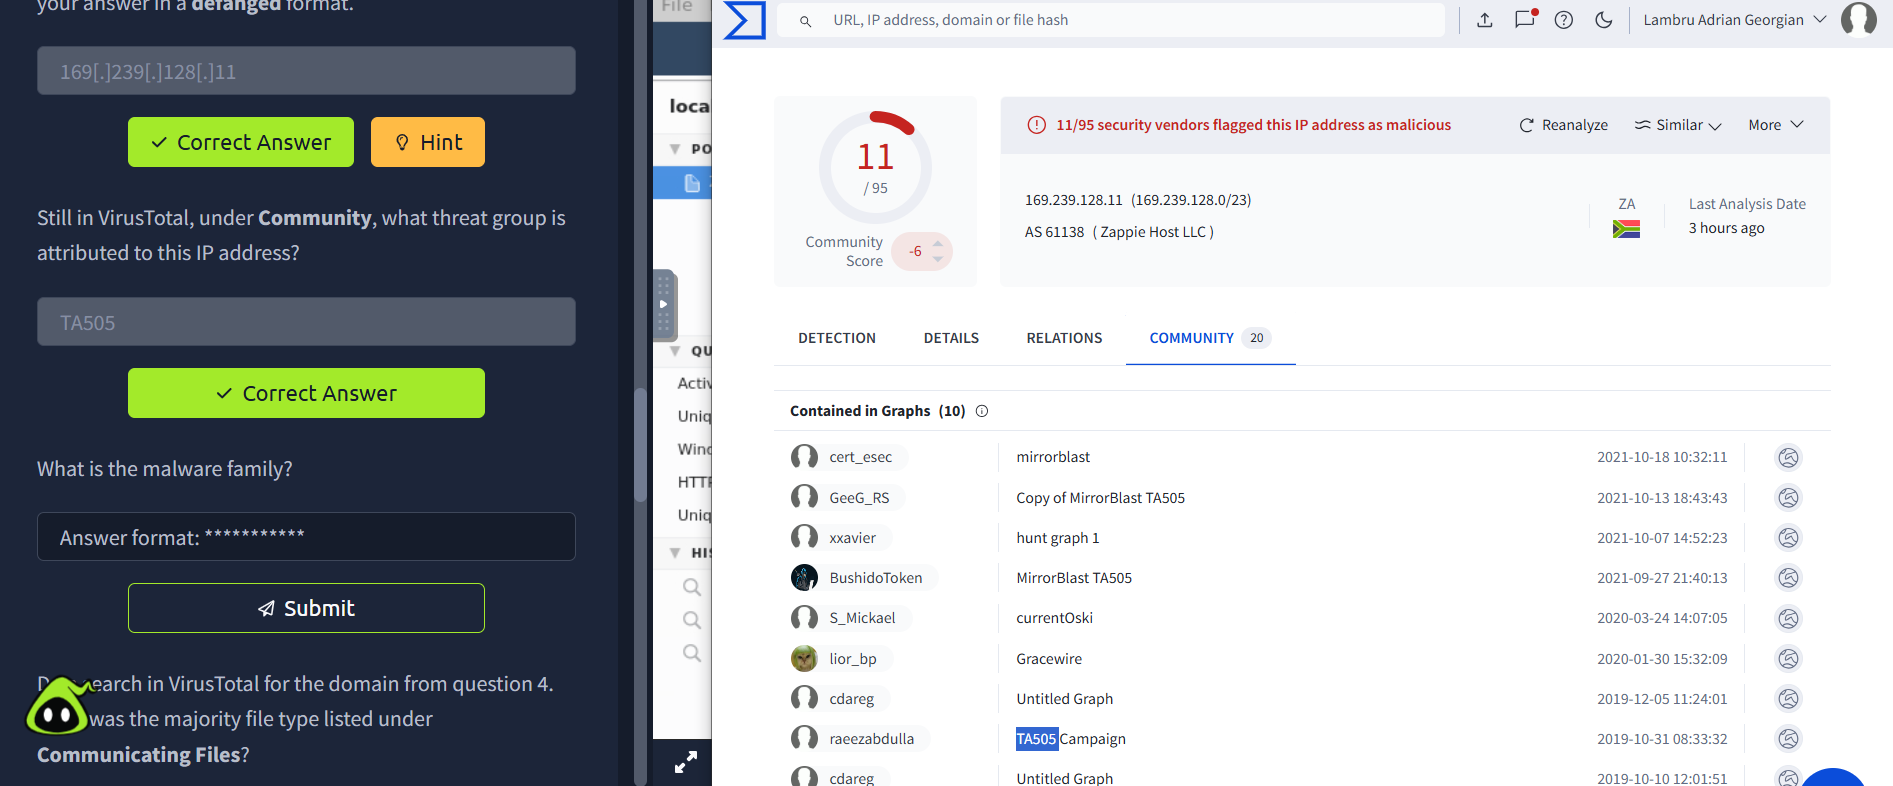 your answer in a defanged format.
169[.]239[.]128[.]11
Correct Answer
Hint
Still in VirusTotal, under Community, what threat group is
attributed to this IP address?
TA505
Correct Answer
What is the malware family?
Answer format: ***********
Submit
search in VirusTotal for the domain from question 4.
was the majority file type listed under
Communicating Files?
File
loca
PO
QU
Activ
Uniq
Wind
HTTP
Uniq
HIS
URL, IP address, domain or file hash
Lambru Adrian Georgian
11
/ 95
Community
Score
-6
11/95 security vendors flagged this IP address as malicious
Reanalyze
Similar
More
169.239.128.11 (169.239.128.0/23)
AS 61138 ( Zappie Host LLC )
ZA
Last Analysis Date
3 hours ago
DETECTION
DETAILS
RELATIONS
COMMUNITY 20
Contained in Graphs (10)
cert_esec mirrorblast 2021-10-18 10:32:11
GeeG_RS Copy of MirrorBlast TA505 2021-10-13 18:43:43
xxavier hunt graph 1 2021-10-07 14:52:23
BushidoToken MirrorBlast TA505 2021-09-27 21:40:13
S_Mickael currentOski 2020-03-24 14:07:05
lior_bp Gracewire 2020-01-30 15:32:09
cdareg Untitled Graph 2019-12-05 11:24:01
raeezabdulla TA505 Campaign 2019-10-31 08:33:32
cdareg Untitled Graph 2019-10-10 12:01:51